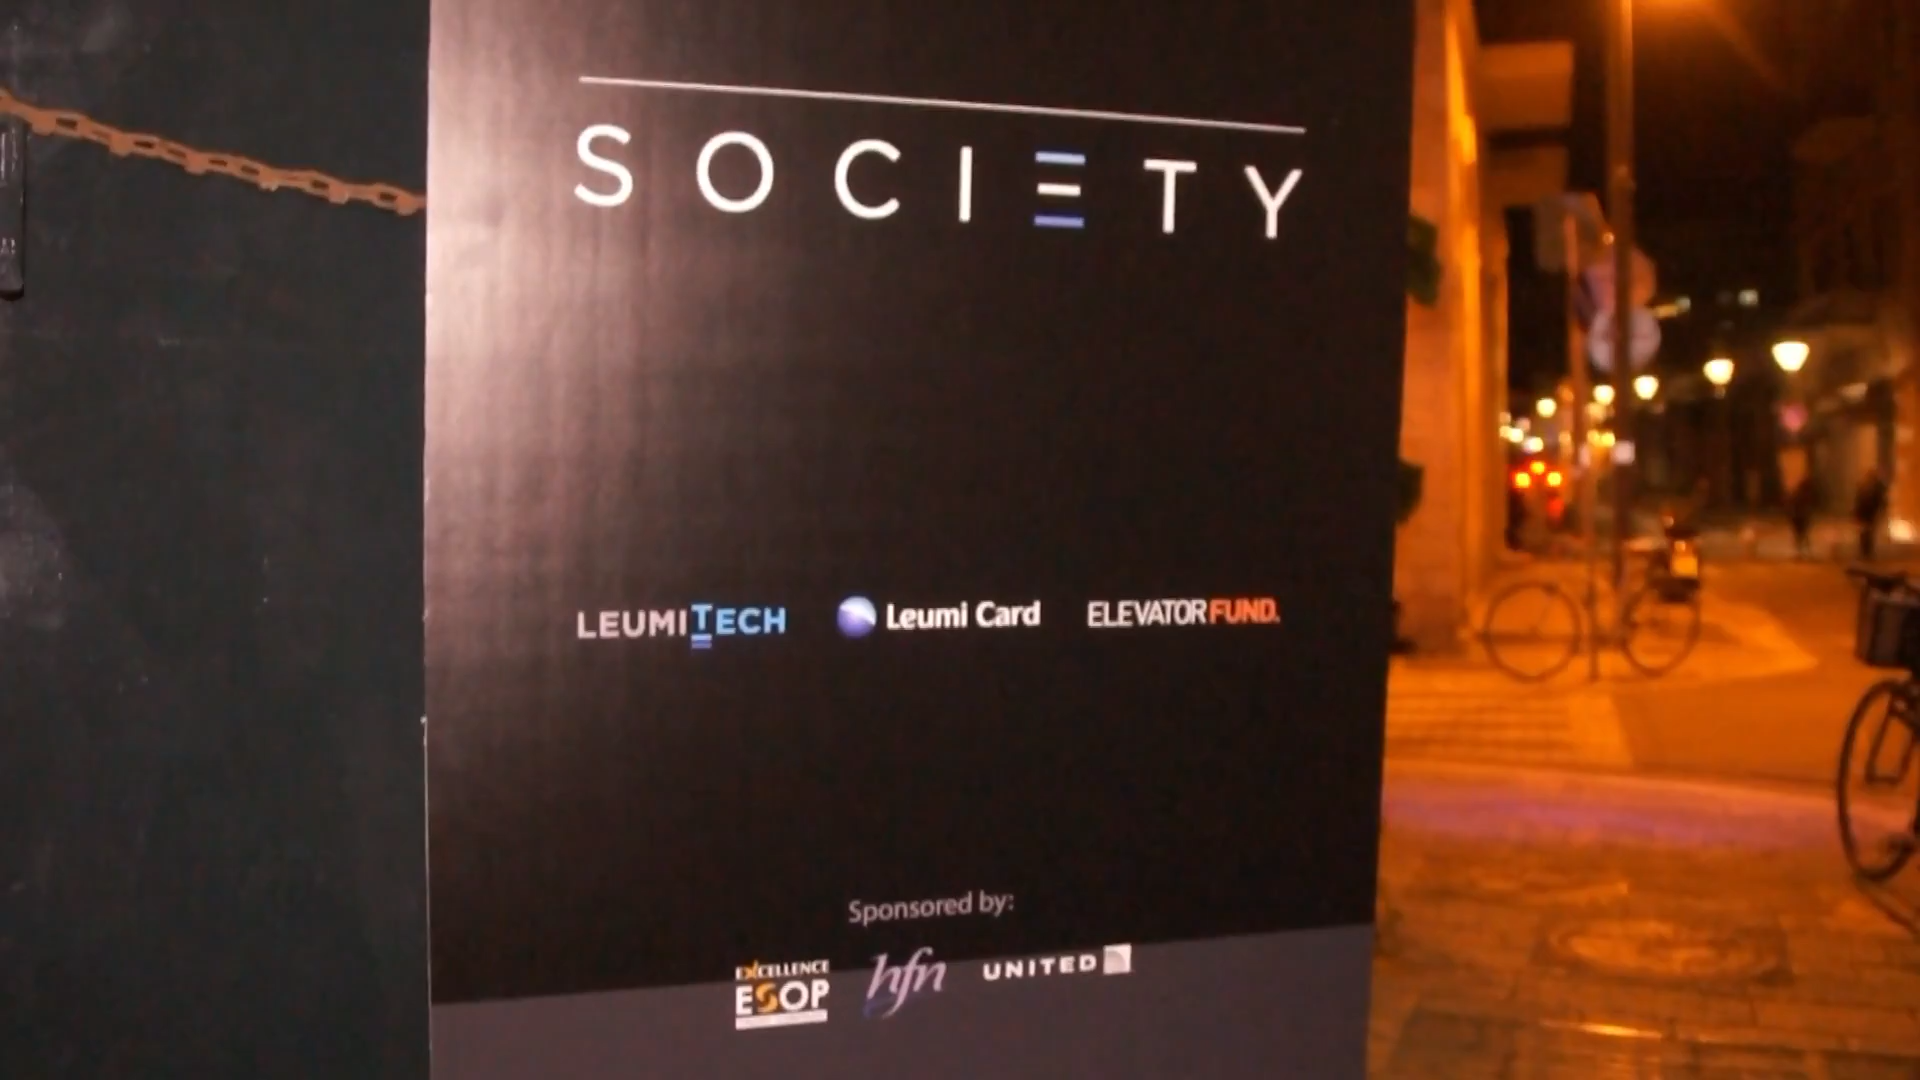 SOCIETY
LEUMITECH Leumi Card ELEVATORFUND.
Sponsored by:
EXCELLENCE
ESOP hfn UNITED